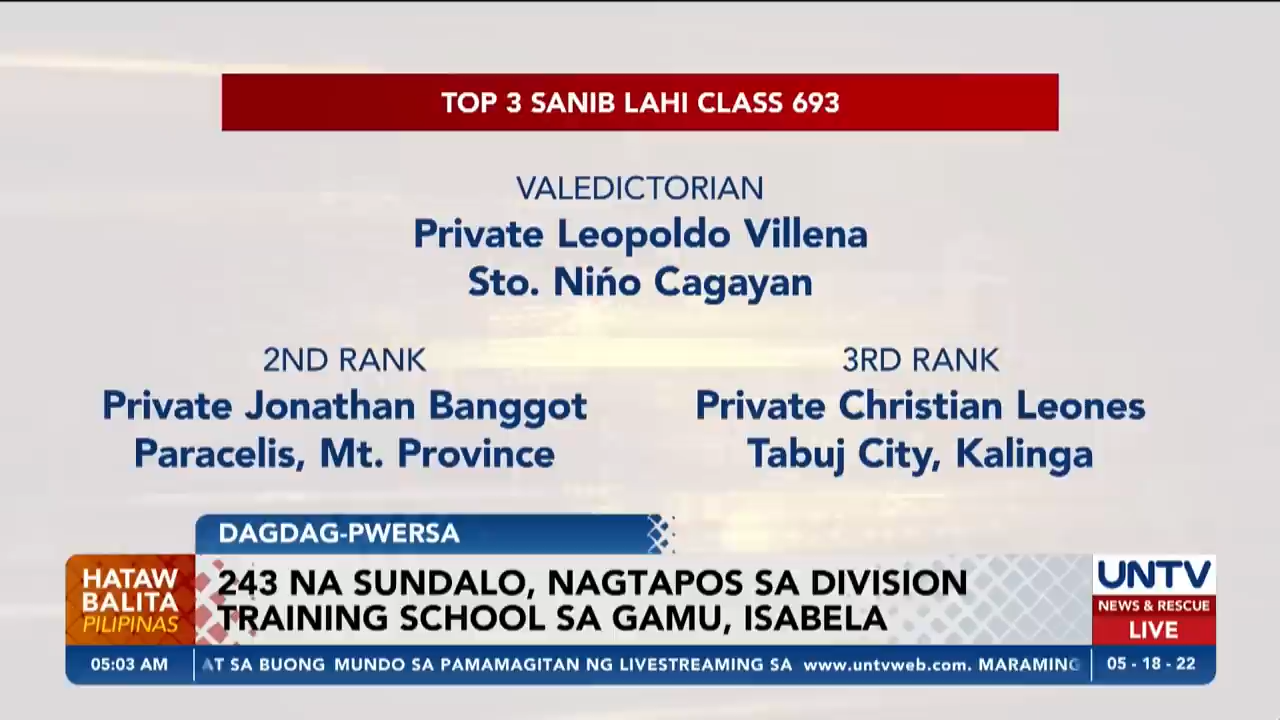 TOP 3 SANIB LAHI CLASS 693
VALEDICTORIAN
Private Leopoldo Villena
Sto. Nińo Cagayan
2ND RANK
Private Jonathan Banggot
Paracelis, Mt. Province
3RD RANK
Private Christian Leones
Tabuj City, Kalinga
DAGDAG-PWERSA
HATAW
BALITA
PILIPINAS
243 NA SUNDALO, NAGTAPOS SA DIVISION
TRAINING SCHOOL SA GAMU, ISABELA
UNTV
NEWS & RESCUE
LIVE
05:03 AM
AT SA BUONG MUNDO SA PAMAMAGITAN NG LIVESTREAMING SA www.untvweb.com. MARAMING
05 - 18 - 22